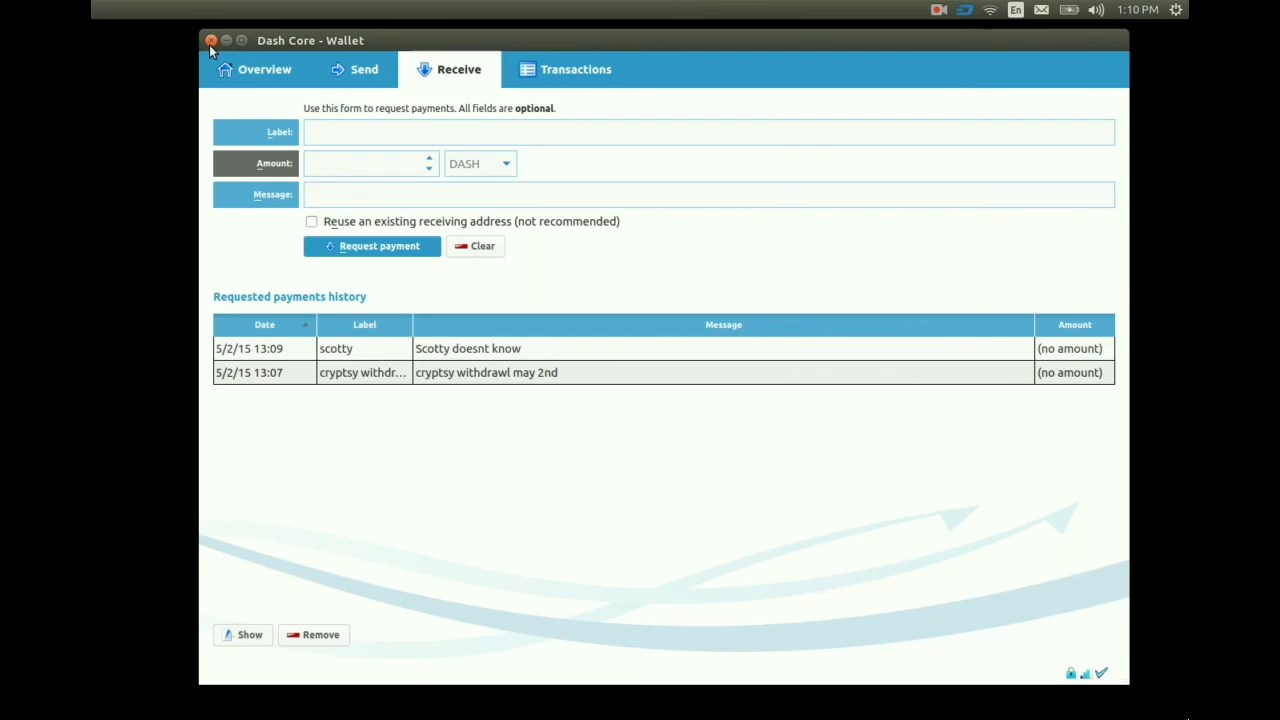 En 1:10 PM
Dash Core - Wallet
Overview Send Receive Transactions
Use this form to request payments. All fields are optional.
Label:
Amount: DASH
Message:
Reuse an existing receiving address (not recommended)
Request payment Clear
Requested payments history
Date Label Message Amount
5/2/15 13:09 scotty Scotty doesnt know (no amount)
5/2/15 13:07 cryptsy withdr... cryptsy withdrawl may 2nd (no amount)
Show Remove